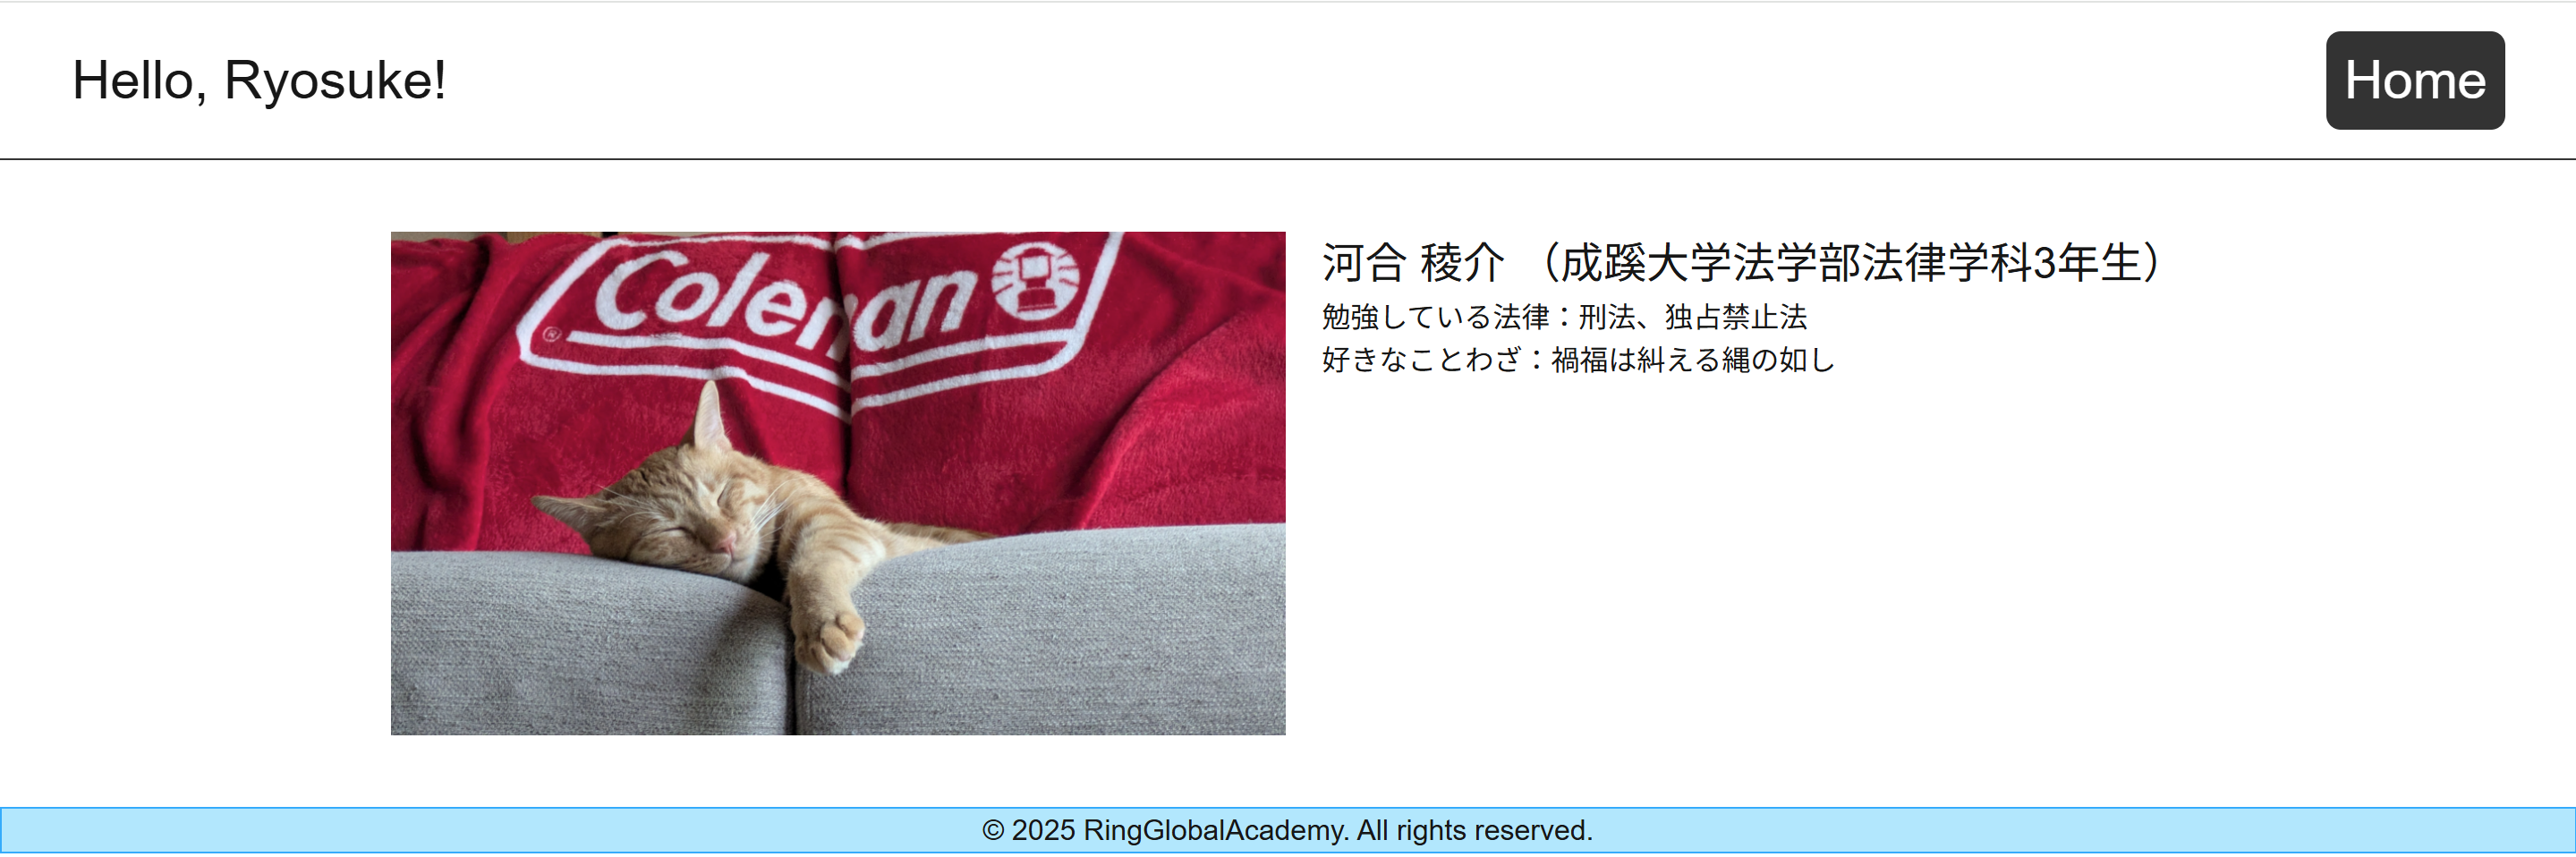 Hello, Ryosuke!
Home
Coleman
®
河合 稜介 （成蹊大学法学部法律学科3年生）
勉強している法律：刑法、独占禁止法
好きなことわざ：禍福は糾える縄の如し
© 2025 RingGlobalAcademy. All rights reserved.